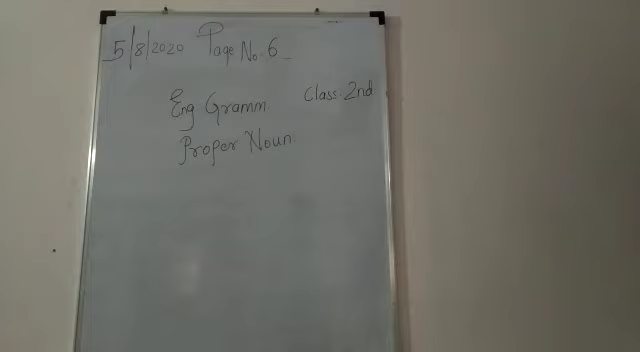 5/8/2020 Page No. 6
Eng Gramm. Class. 2nd
Proper Noun